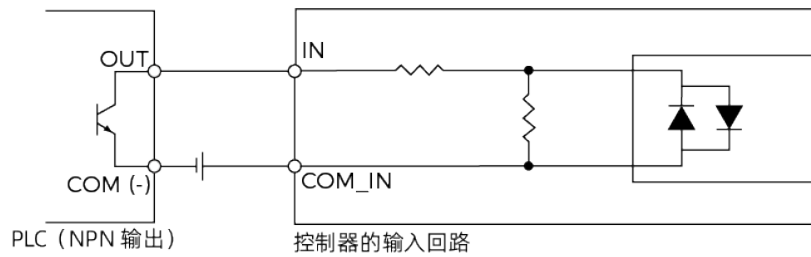 OUT
IN
COM (-)
COM_IN
PLC（NPN 输出）
控制器的输入回路